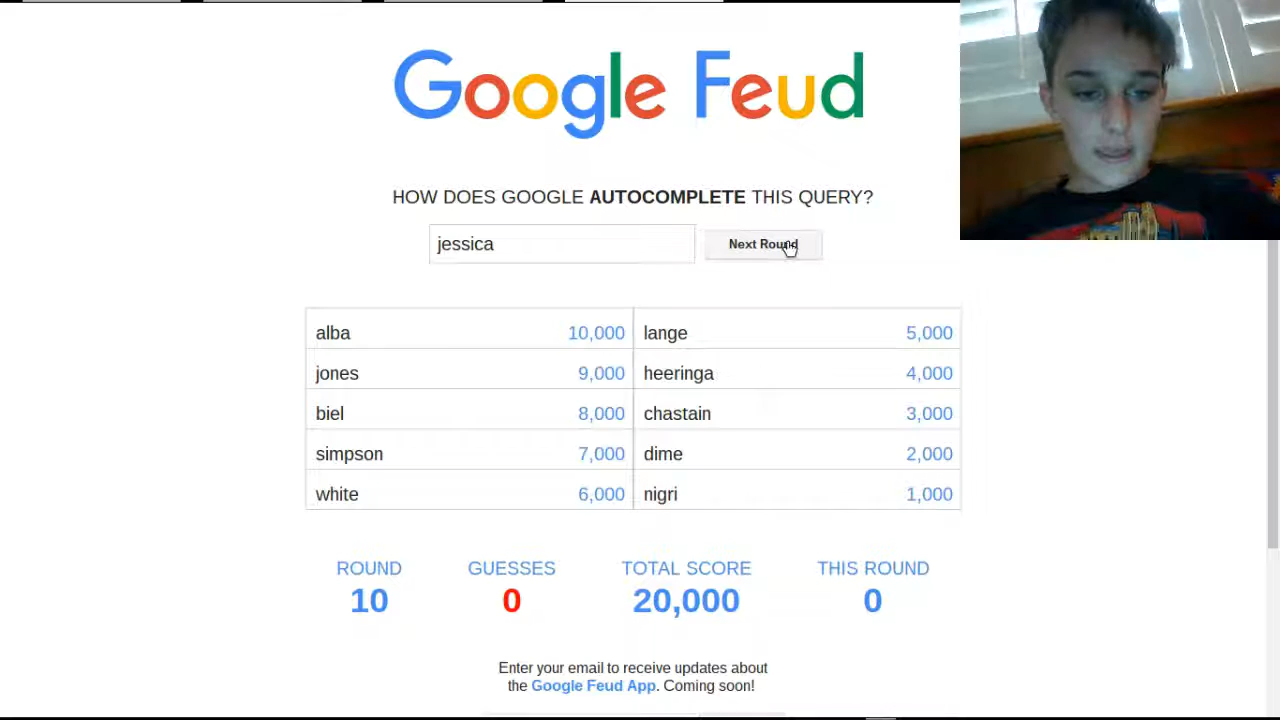 Google Feud
HOW DOES GOOGLE AUTOCOMPLETE THIS QUERY?
jessica
Next Round
alba 10,000 lange 5,000
jones 9,000 heeringa 4,000
biel 8,000 chastain 3,000
simpson 7,000 dime 2,000
white 6,000 nigri 1,000
ROUND GUESSES TOTAL SCORE THIS ROUND
10 0 20,000 0
Enter your email to receive updates about
the Google Feud App. Coming soon!